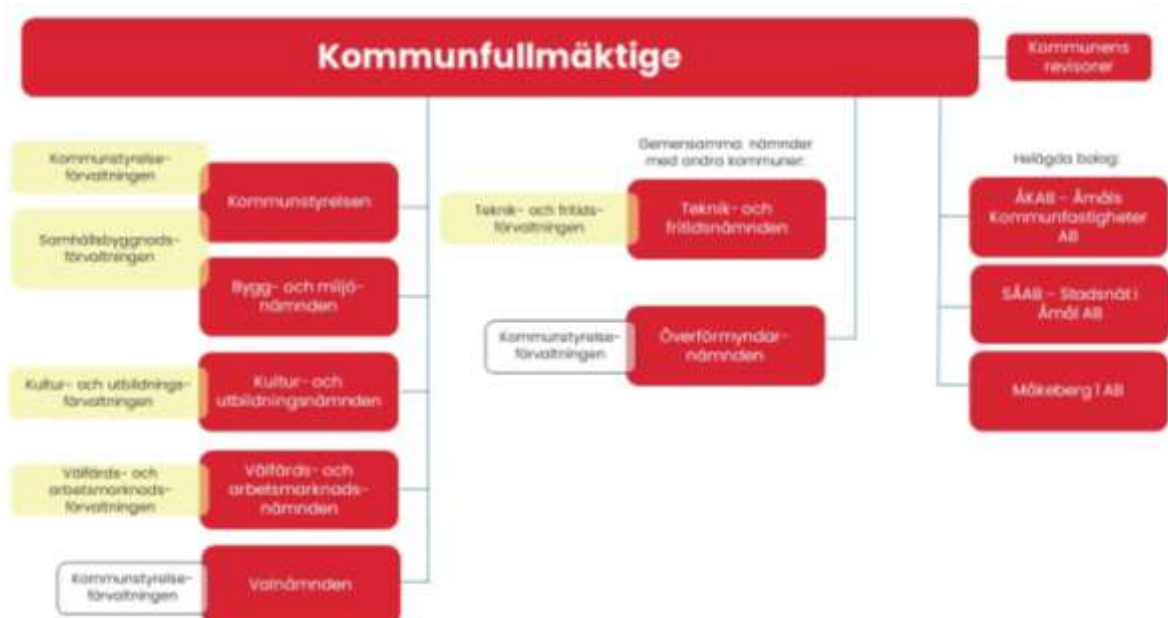 Kommunfullmäktige
Kommunens
revisorer
Kommunstyrelse-
förvaltningen
Kommunstyrelsen
Samhällsbyggnads-
förvaltningen
Bygg- och miljö-
nämnden
Kultur- och utbildnings-
förvaltningen
Kultur- och
utbildningsnämnden
Välfärds- och
arbetsmarknads-
förvaltningen
Välfärds- och
arbetsmarknads-
nämnden
Kommunstyrelse-
förvaltningen
Valnämnden
Gemensamma nämnder
med andra kommuner:
Teknik- och fritids-
förvaltningen
Teknik- och
fritidsnämnden
Kommunstyrelse-
förvaltningen
Överförmyndar-
nämnden
Helägda bolag:
ÅKAB - Åmåls
Kommunfastigheter
AB
SÅAB - Stadsnät i
Åmål AB
Måkeberg 1 AB